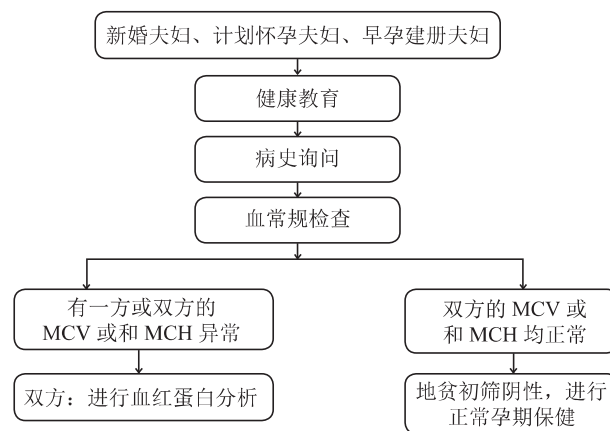 新婚夫妇、计划怀孕夫妇、早孕建册夫妇
健康教育
病史询问
血常规检查
有一方或双方的
MCV 或和 MCH 异常
双方的 MCV 或
和 MCH 均正常
双方：进行血红蛋白分析
地贫初筛阴性，进行
正常孕期保健